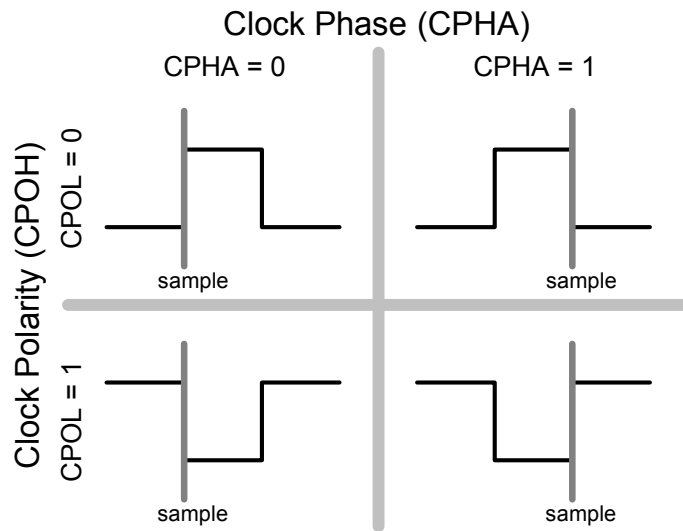 Clock Phase (CPHA)
CPHA = 0
CPHA = 1
Clock Polarity (CPOH)
CPOL = 0
sample
sample
CPOL = 1
sample
sample